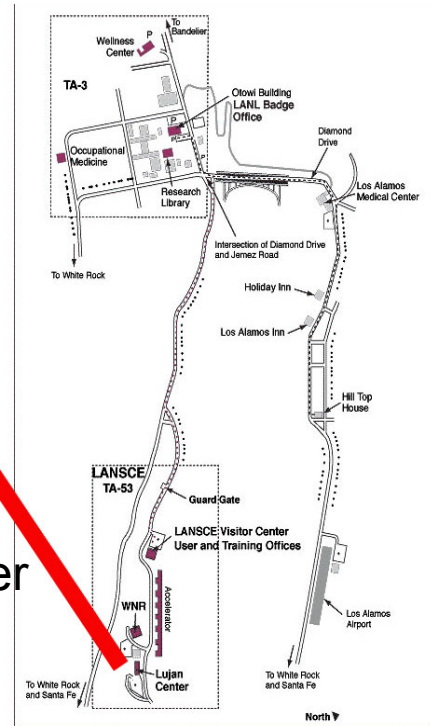 To
Bandelier
P
Wellness
Center
TA-3
Otowi Building
LANL Badge
Office
P
P
Occupational
Medicine
P
Research
Library
Diamond
Drive
Los Alamos
Medical Center
Intersection of Diamond Drive
and Jemez Road
To White Rock
Holiday Inn
Los Alamos Inn
Hill Top
House
LANSCE
TA-53
Guard Gate
LANSCE Visitor Center
User and Training Offices
er
WNR
Accelerator
Los Alamos
Airport
Lujan
Center
To White Rock
and Santa Fe
To White Rock
and Santa Fe
North